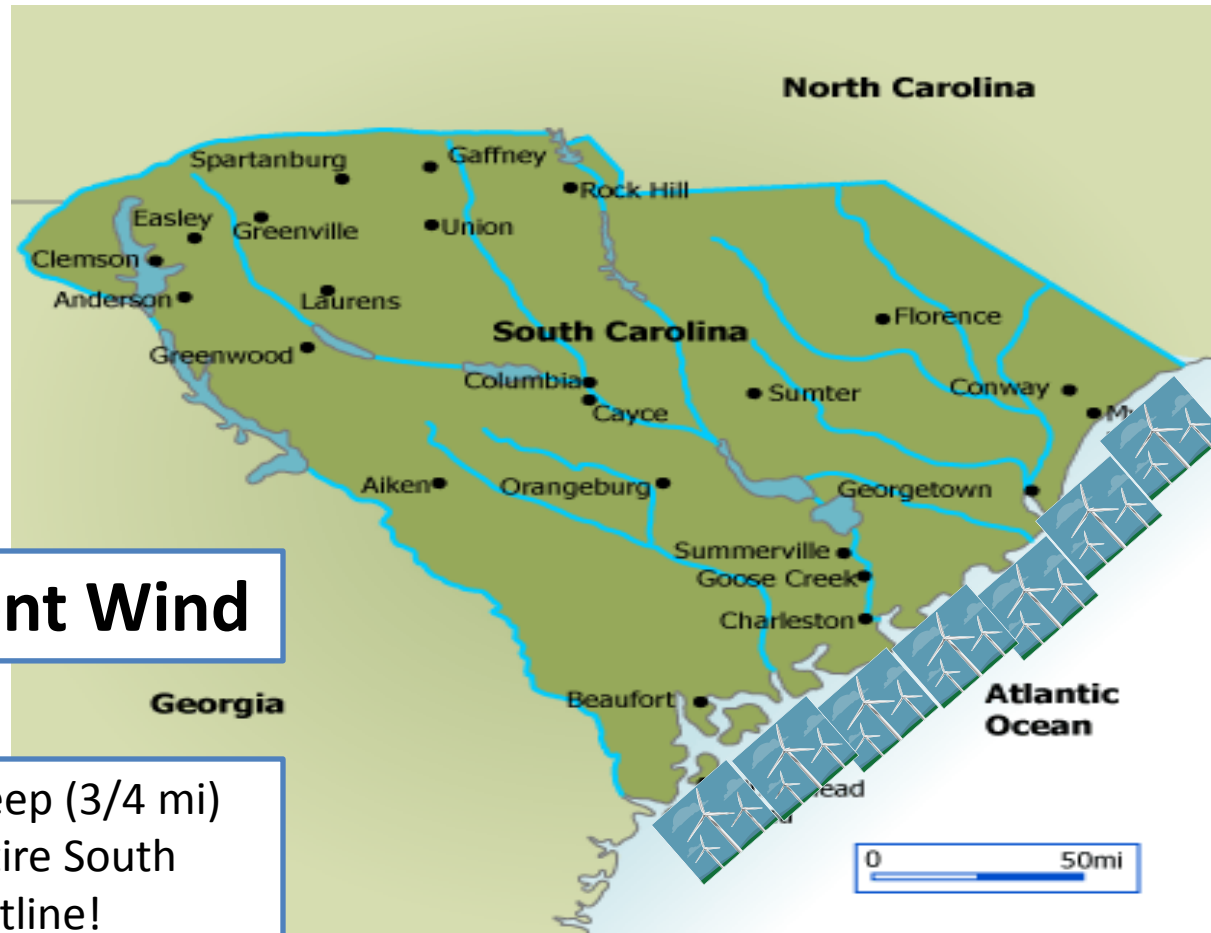 North Carolina
Spartanburg
Gaffney
Rock Hill
Easley
Greenville
Union
Clemson
Anderson
Laurens
South Carolina
Florence
Greenwood
Columbia
Cayce
Sumter
Conway
M
Aiken
Orangeburg
Georgetown
Summerville
Goose Creek
Charleston
nt Wind
Georgia
Beaufort
Atlantic
Ocean
eep (3/4 mi)
ire South
tline!
ead
0 50mi